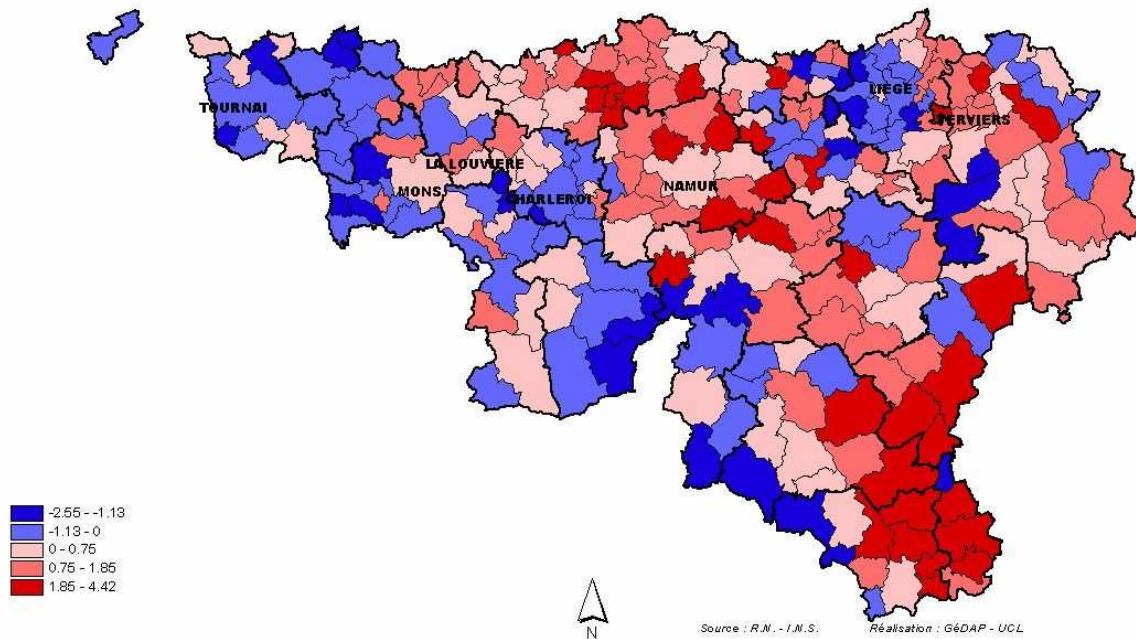 LIEGE
TOURNAI
VERVIERS
LA LOUVIERE
NAMUR
MONS
CHARLEROI
-2.55 - -1.13
-1.13 - 0
0 - 0.75
0.75 - 1.85
1.85 - 4.42
N
Source : R.N. - I.N.S.
Réalisation : GéDAP - UCL